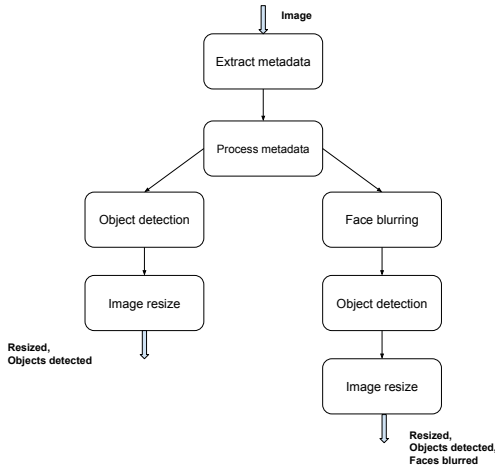 Image
Extract metadata
Process metadata
Object detection
Face blurring
Image resize
Object detection
Resized,
Objects detected
Image resize
Resized,
Objects detected,
Faces blurred